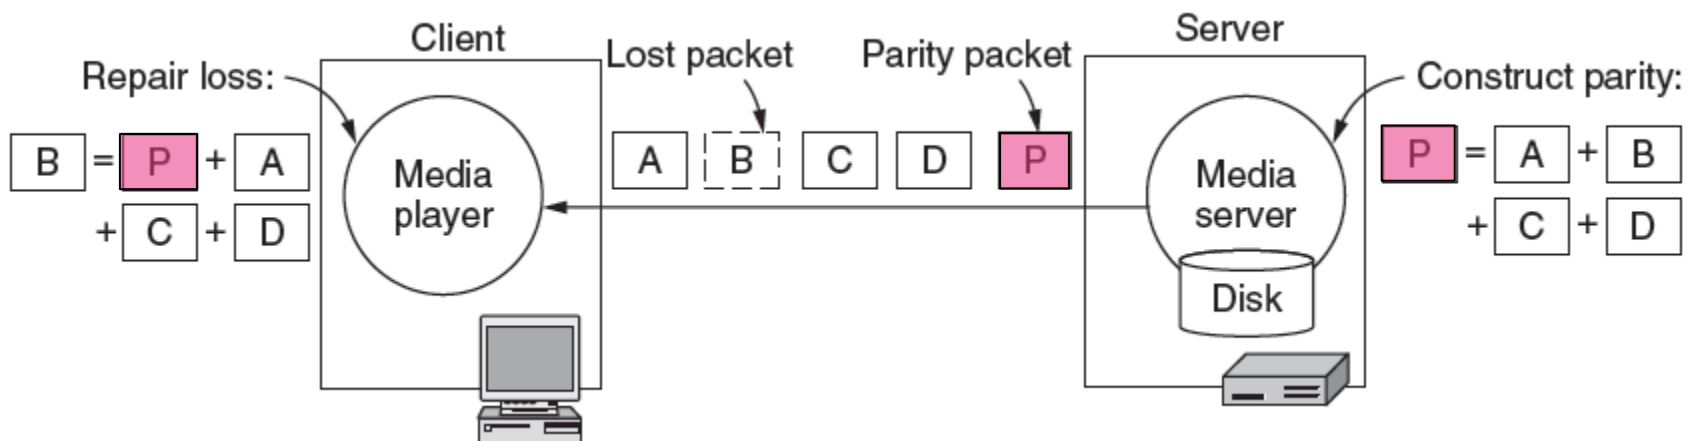 Client
Server
Lost packet
Parity packet
Repair loss:
Construct parity:
B = P + A
+ C + D
A B C D P
P = A + B
+ C + D
Media
player
Media
server
Disk